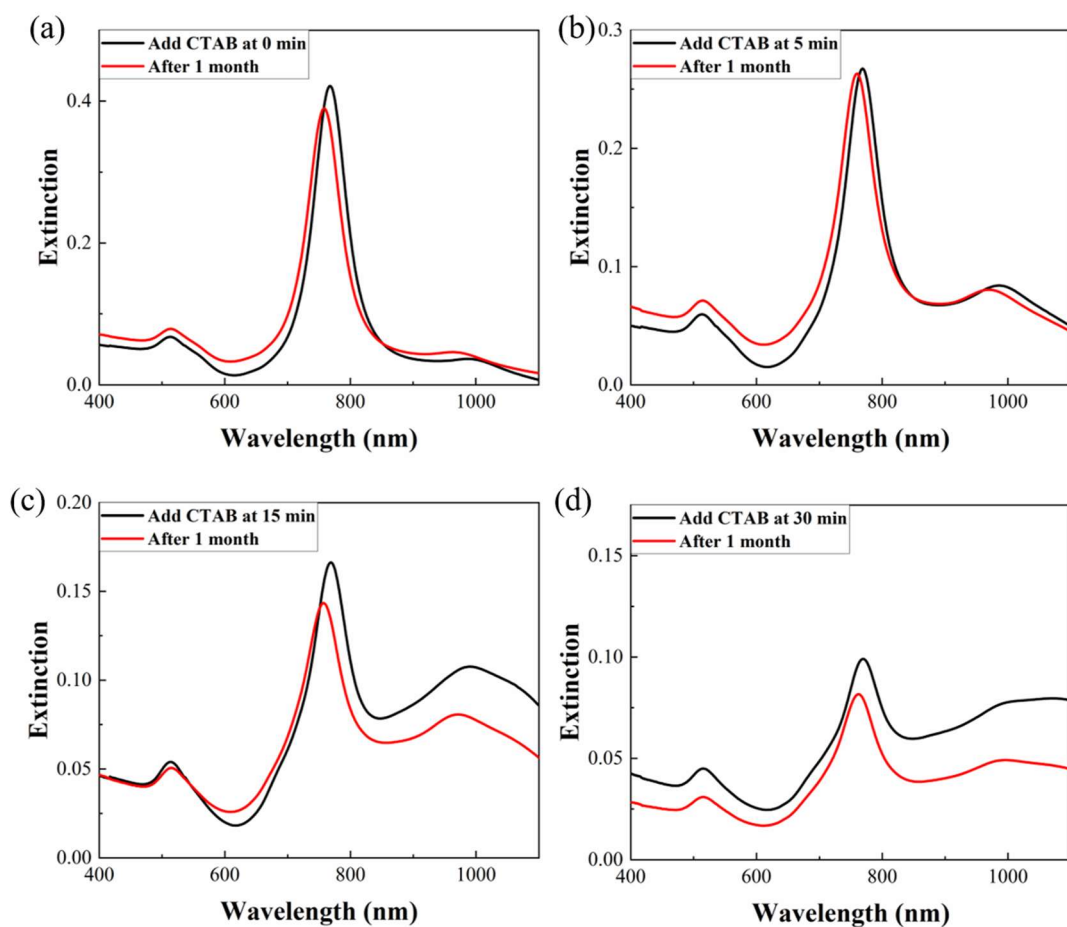 (a)
Add CTAB at 0 min
After 1 month
0.4
0.2
0.0
Extinction
400 600 800 1000
Wavelength (nm)
(b)
Add CTAB at 5 min
After 1 month
0.3
0.2
0.1
0.0
Extinction
400 600 800 1000
Wavelength (nm)
(c)
Add CTAB at 15 min
After 1 month
0.20
0.15
0.10
0.05
0.00
Extinction
400 600 800 1000
Wavelength (nm)
(d)
Add CTAB at 30 min
After 1 month
0.15
0.10
0.05
0.00
Extinction
400 600 800 1000
Wavelength (nm)